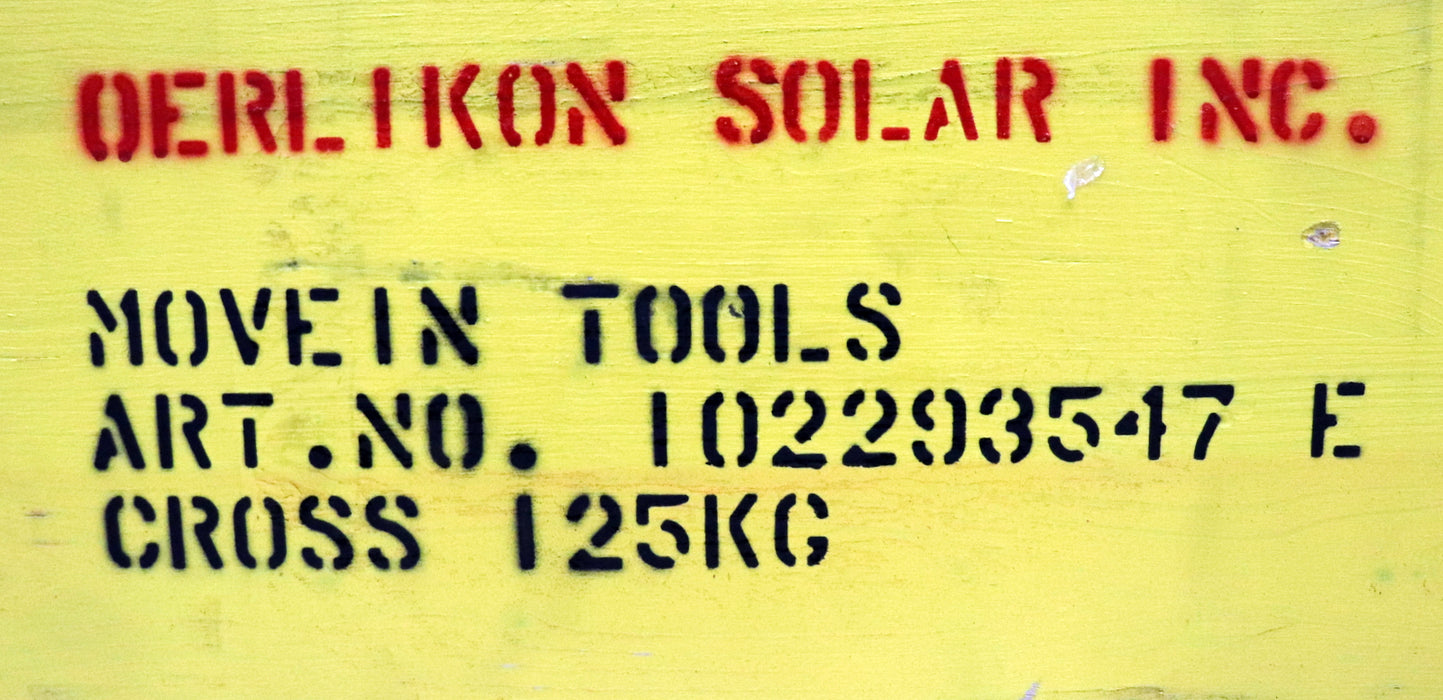 OERLIKON SOLAR INC.
MOVEIN TOOLS
ART.NO. 102293547 E
CROSS 125KG